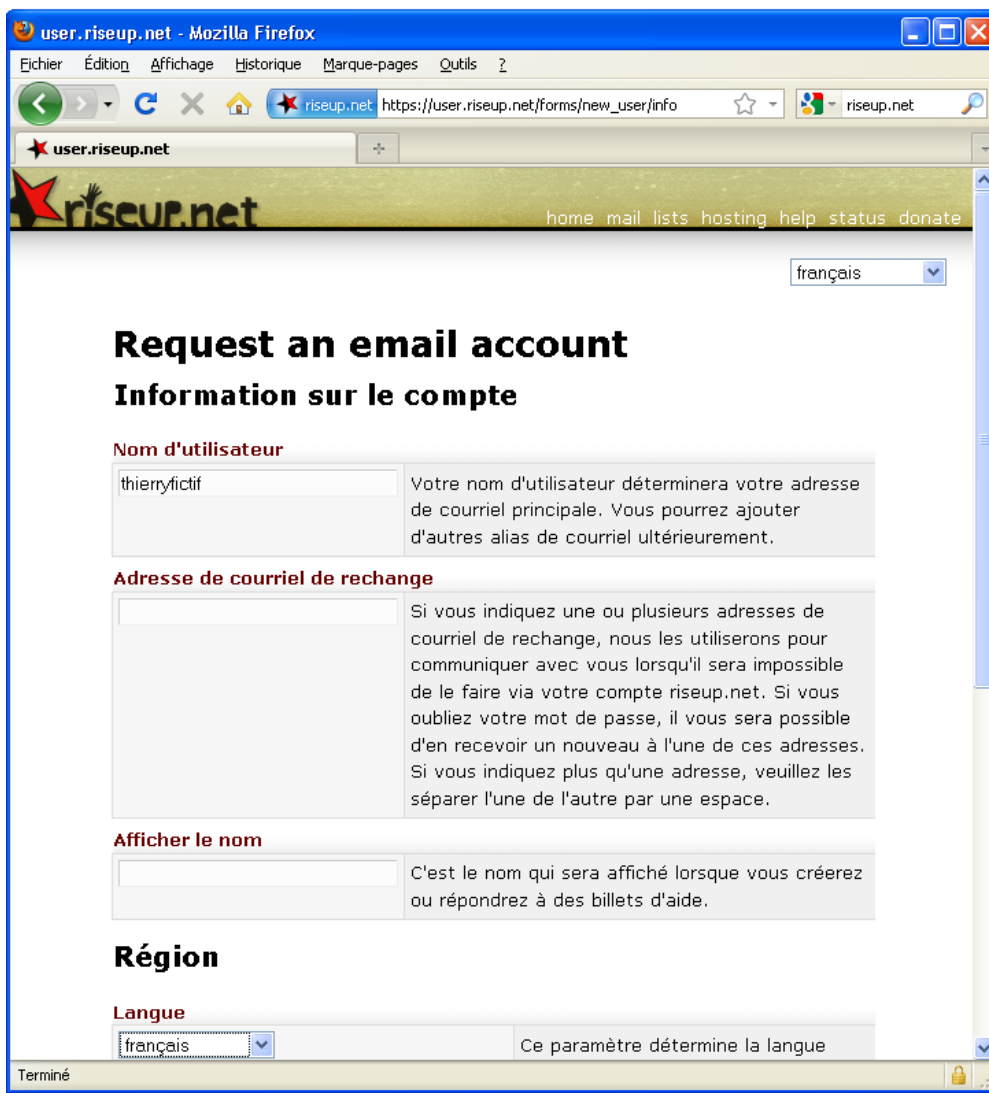 user.riseup.net - Mozilla Firefox
Fichier Édition Affichage Historique Marque-pages Outils ?
riseup.net https://user.riseup.net/forms/new_user/info riseup.net
user.riseup.net
riseup.net
home mail lists hosting help status donate
français
Request an email account
Information sur le compte
Nom d'utilisateur
thierryfictif
Votre nom d'utilisateur déterminera votre adresse
de courriel principale. Vous pourrez ajouter
d'autres alias de courriel ultérieurement.
Adresse de courriel de rechange
Si vous indiquez une ou plusieurs adresses de
courriel de rechange, nous les utiliserons pour
communiquer avec vous lorsqu'il sera impossible
de le faire via votre compte riseup.net. Si vous
oubliez votre mot de passe, il vous sera possible
d'en recevoir un nouveau à l'une de ces adresses.
Si vous indiquez plus qu'une adresse, veuillez les
séparer l'une de l'autre par une espace.
Afficher le nom
C'est le nom qui sera affiché lorsque vous créerez
ou répondrez à des billets d'aide.
Région
Langue
français
Ce paramètre détermine la langue
Terminé